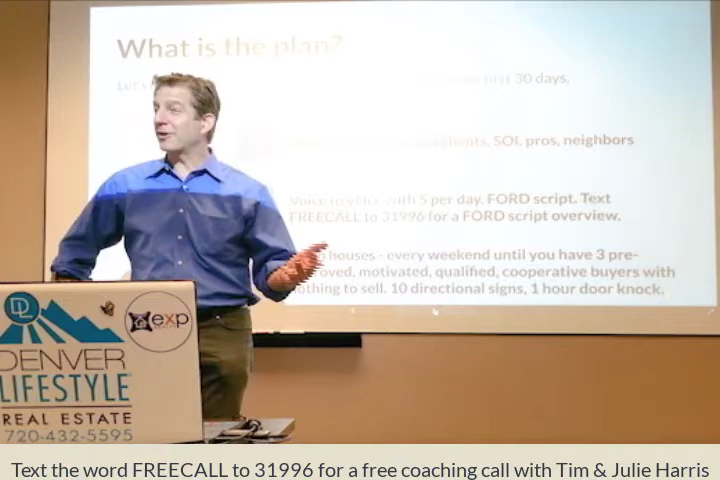 What is the plan?
Let's
first 30 days.
SOI, pros, neighbors
Voice to voice with 5 per day. FORD script. Text
FREECALL to 31996 for a FORD script overview.
houses - every weekend until you have 3 pre-
motivated, qualified, cooperative buyers with
nothing to sell. 10 directional signs, 1 hour door knock.
DL
exp
DENVER
LIFESTYLE
REAL ESTATE
720-432-5595
Text the word FREECALL to 31996 for a free coaching call with Tim & Julie Harris